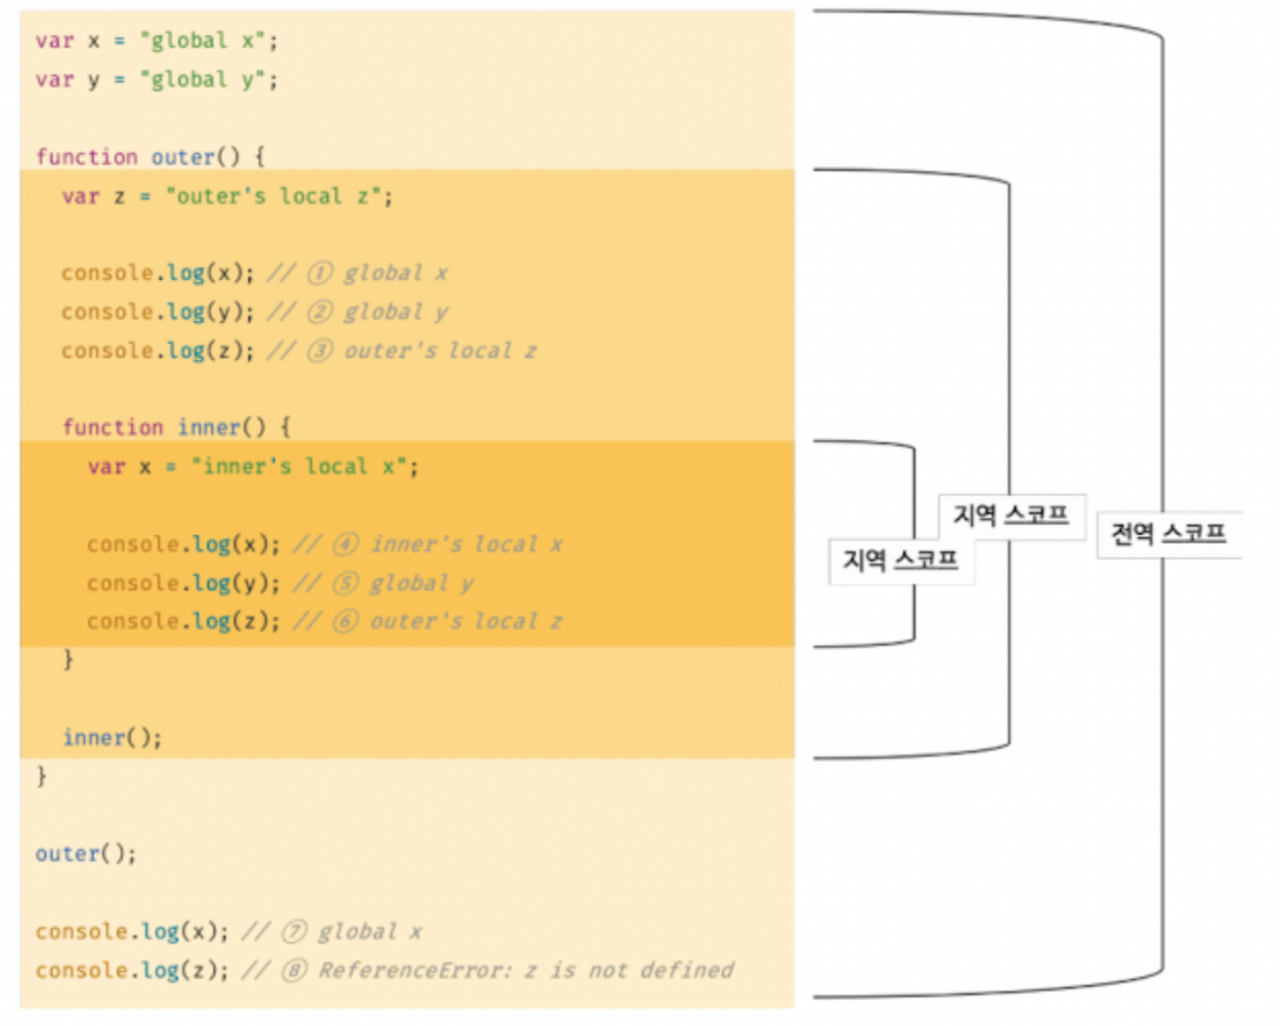 var x = "global x";
var y = "global y";
function outer() {
var z = "outer's local z";
console.log(x); // ① global x
console.log(y); // ② global y
console.log(z); // ③ outer's local z
function inner() {
var x = "inner's local x";
console.log(x); // ④ inner's local x
console.log(y); // ⑤ global y
console.log(z); // ⑥ outer's local z
}
inner();
}
outer();
console.log(x); // ⑦ global x
console.log(z); // ⑧ ReferenceError: z is not defined
지역 스코프
지역 스코프
전역 스코프